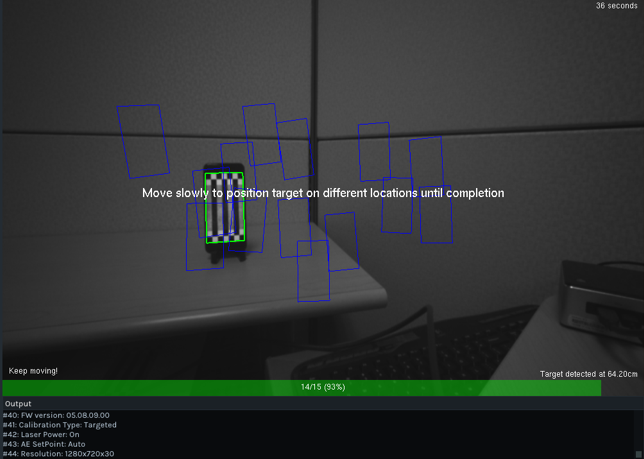 36 seconds
Move slowly to position target on different locations until completion
Keep moving!
Target detected at 64.20cm
14/15 (93%)
Output
#40: FW version: 05.08.09.00
#41: Calibration Type: Targeted
#42: Laser Power: On
#43: AE SetPoint: Auto
#44: Resolution: 1280x720x30